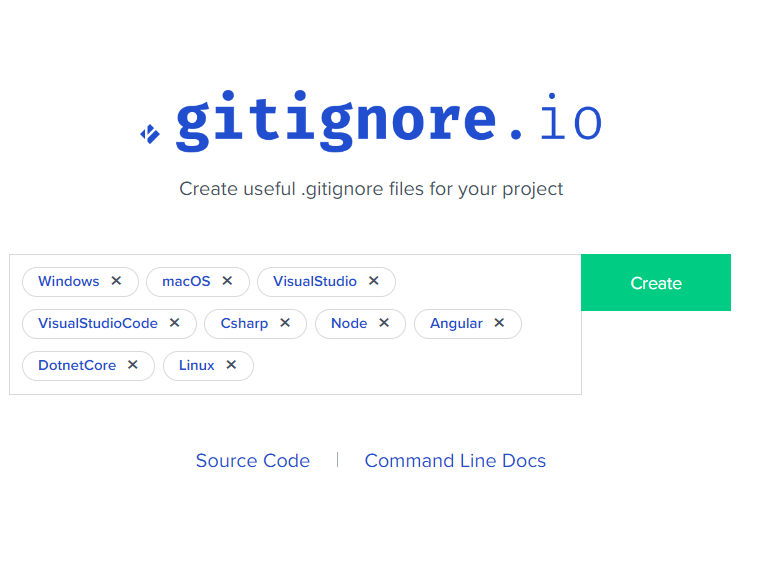 gitignore.io
Create useful .gitignore files for your project
Windows ✕ macOS ✕ VisualStudio ✕
Create
VisualStudioCode ✕ Csharp ✕ Node ✕ Angular ✕
DotnetCore ✕ Linux ✕
Source Code | Command Line Docs